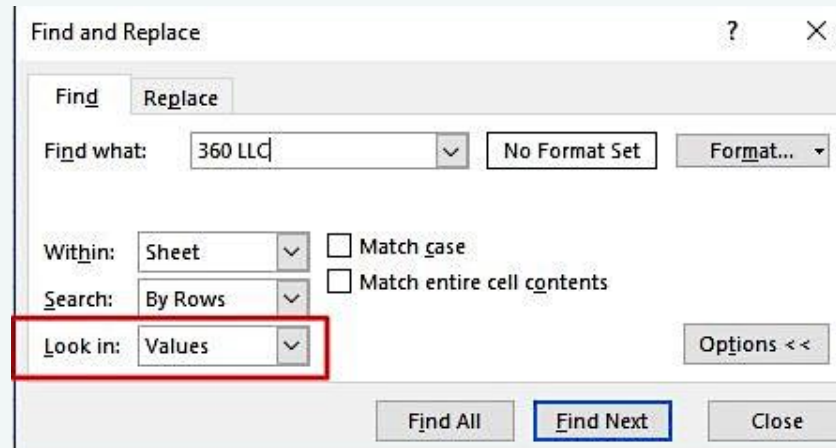 Find and Replace ? ×
Find Replace
Find what: 360 LLC No Format Set Format...
Within: Sheet Match case
Match entire cell contents
Search: By Rows
Look in: Values Options <<
Find All Find Next Close